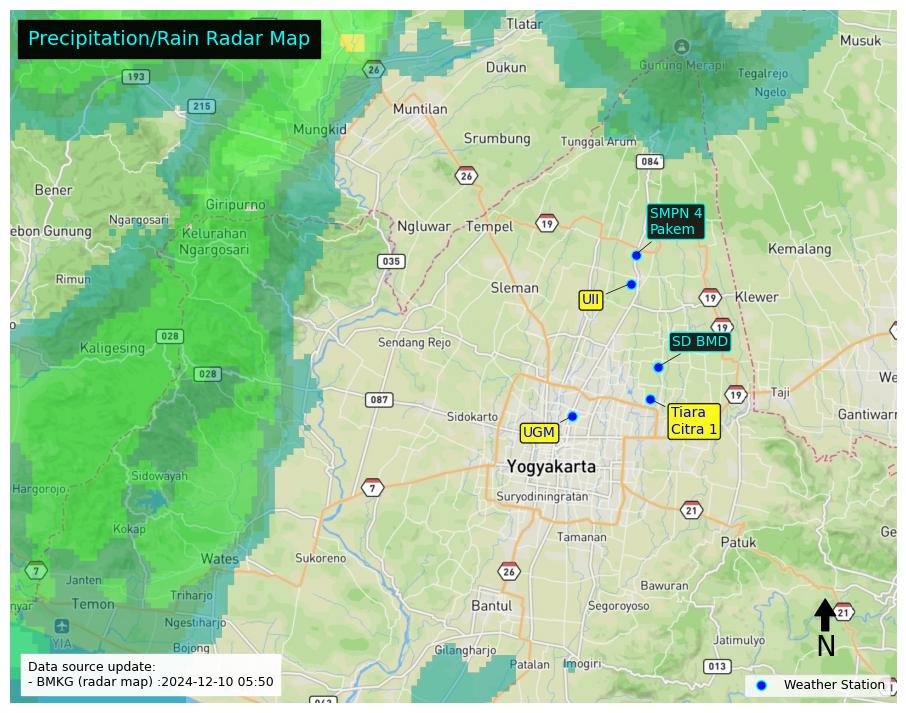 Precipitation/Rain Radar Map
Tlatar
Musuk
26
Dukun
Gunung Merapi
Tegalrejo
Ngelo
193
215
Muntilan
Mungkid
Srumbung
Tunggal Arum
084
26
Bener
Ngargosari
Giripurno
SMPN 4
Pakem
ebon Gunung
Kelurahan
Ngargosari
Ngluwar
Tempel
19
Kemalang
035
Rimun
Sleman
UII
19
Klewer
19
028
Kaligesing
Sendang Rejo
SD BMD
028
087
19
Taji
We
Sidokarto
UGM
Tiara
Citra 1
Gantiwarn
Yogyakarta
Hargorojo
Sidowayah
7
Suryodiningratan
21
Kokap
Tamanan
Patuk
Ge
Wates
Sukoreno
7
Janten
26
Bawuran
nyar
Temon
Triharjo
Bantul
Segoroyoso
21
Ngestiharjo
YIA
Bojong
Gilangharjo
Jatimulyo
N
Patalan
Imogiri
013
Data source update:
- BMKG (radar map) :2024-12-10 05:50
Weather Station